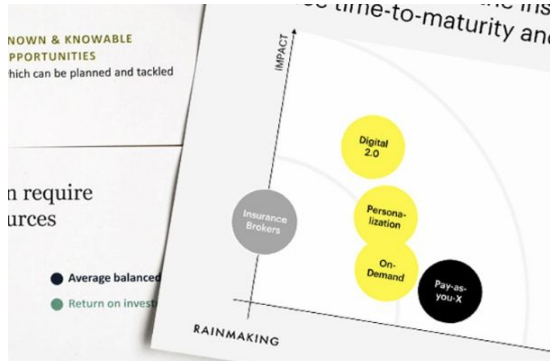 NOWN & KNOWABLE
PPORTUNITIES
hich can be planned and tackled
n require
urces
Average balanced
Return on invest
time-to-maturity and
IMPACT
Digital
2.0
Persona-
lization
On-
Demand
Pay-as-
you-X
Insurance
Brokers
RAINMAKING